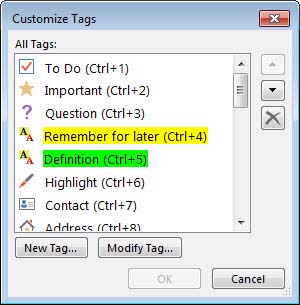 Customize Tags
All Tags:
To Do (Ctrl+1)
Important (Ctrl+2)
Question (Ctrl+3)
Remember for later (Ctrl+4)
Definition (Ctrl+5)
Highlight (Ctrl+6)
Contact (Ctrl+7)
Address (Ctrl+8)
New Tag...
Modify Tag...
OK
Cancel